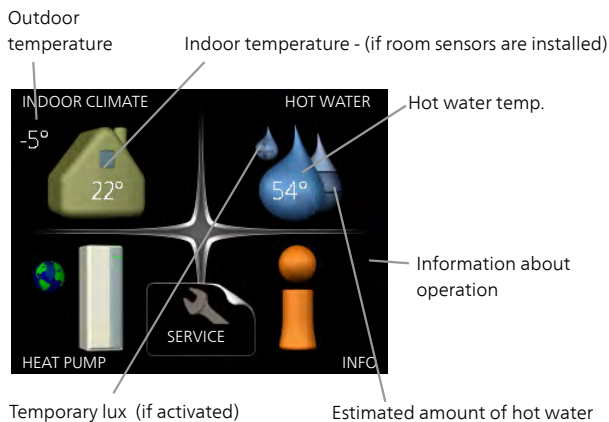 Outdoor
temperature
Indoor temperature - (if room sensors are installed)
INDOOR CLIMATE
HOT WATER
Hot water temp.
-5°
22°
54°
Information about
operation
SERVICE
HEAT PUMP
INFO
Temporary lux (if activated)
Estimated amount of hot water